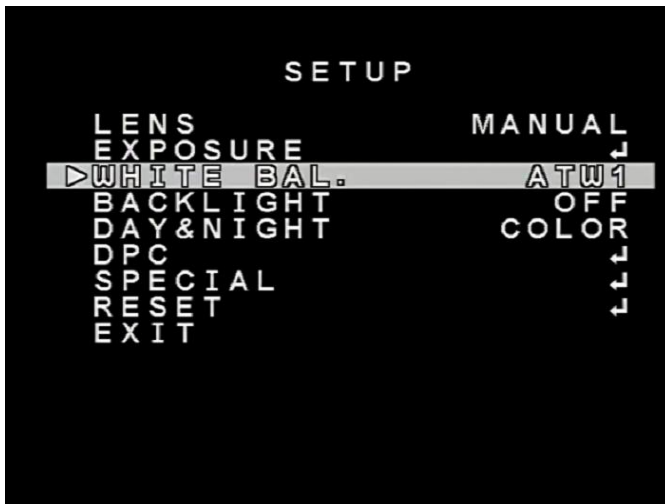 SETUP
LENS MANUAL
EXPOSURE ↵
▷WHITE BAL. ATW1
BACKLIGHT OFF
DAY&NIGHT COLOR
DPC ↵
SPECIAL ↵
RESET ↵
EXIT